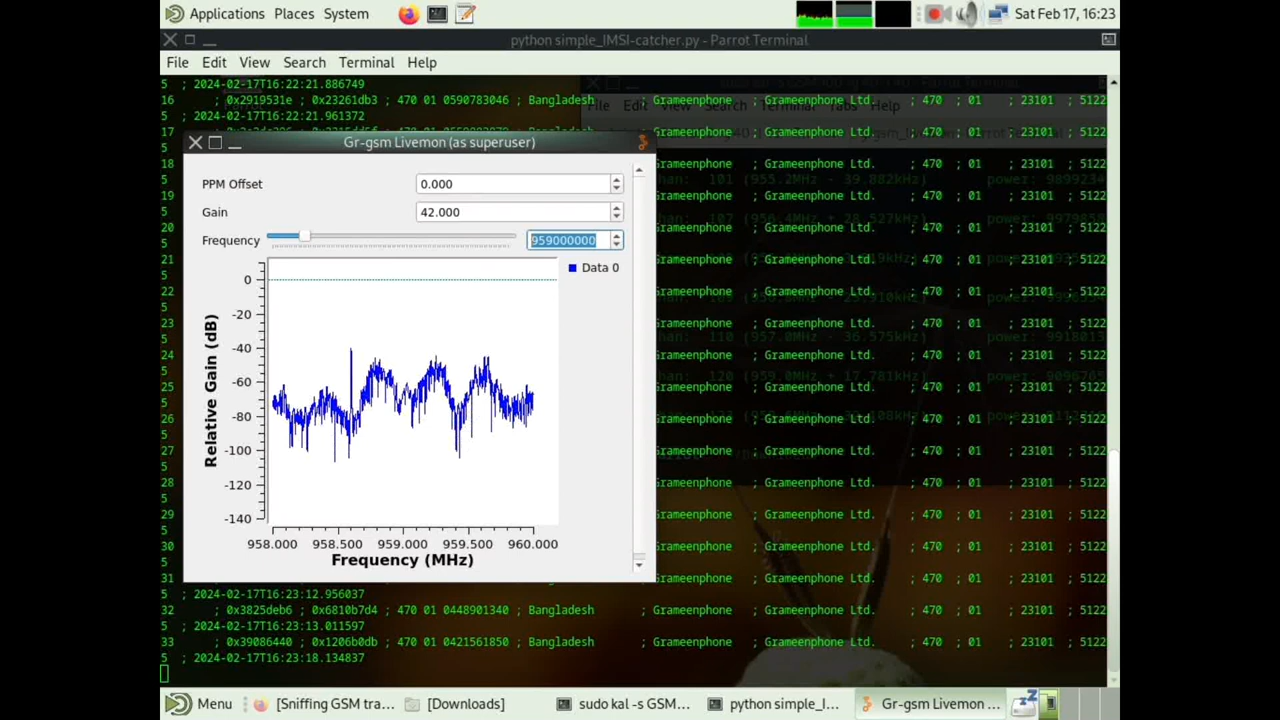 Applications Places System Sat Feb 17, 16:23
python simple_IMSI-catcher.py - Parrot Terminal
File Edit View Search Terminal Help
5 ; 2024-02-17T16:22:21.886749
16 ; 0x2919531e ; 0x23261db3 ; 470 01 0590783046 ; Bangladesh ; Grameenphone ; Grameenphone Ltd. ; 470 ; 01 ; 23101 ; 5122
5 ; 2024-02-17T16:22:21.961372
17 ; Grameenphone ; Grameenphone Ltd. ; 470 ; 01 ; 23101 ; 5122
5
18 Grameenphone ; Grameenphone Ltd. ; 470 ; 01 ; 23101 ; 5122
5
19 Grameenphone ; Grameenphone Ltd. ; 470 ; 01 ; 23101 ; 5122
5
20 Grameenphone ; Grameenphone Ltd. ; 470 ; 01 ; 23101 ; 5122
5
21 Grameenphone ; Grameenphone Ltd. ; 470 ; 01 ; 23101 ; 5122
5
22 Grameenphone ; Grameenphone Ltd. ; 470 ; 01 ; 23101 ; 5122
5
23 Grameenphone ; Grameenphone Ltd. ; 470 ; 01 ; 23101 ; 5122
5
24 Grameenphone ; Grameenphone Ltd. ; 470 ; 01 ; 23101 ; 5122
5
25 Grameenphone ; Grameenphone Ltd. ; 470 ; 01 ; 23101 ; 5122
5
26 Grameenphone ; Grameenphone Ltd. ; 470 ; 01 ; 23101 ; 5122
5
27 Grameenphone ; Grameenphone Ltd. ; 470 ; 01 ; 23101 ; 5122
5
28 Grameenphone ; Grameenphone Ltd. ; 470 ; 01 ; 23101 ; 5122
5
29 Grameenphone ; Grameenphone Ltd. ; 470 ; 01 ; 23101 ; 5122
5
30 Grameenphone ; Grameenphone Ltd. ; 470 ; 01 ; 23101 ; 5122
5
31 Grameenphone ; Grameenphone Ltd. ; 470 ; 01 ; 23101 ; 5122
5 ; 2024-02-17T16:23:12.956037
32 ; 0x3825deb6 ; 0x6810b7d4 ; 470 01 0448901340 ; Bangladesh ; Grameenphone ; Grameenphone Ltd. ; 470 ; 01 ; 23101 ; 5122
5 ; 2024-02-17T16:23:13.011597
33 ; 0x39086440 ; 0x1206b0db ; 470 01 0421561850 ; Bangladesh ; Grameenphone ; Grameenphone Ltd. ; 470 ; 01 ; 23101 ; 5122
5 ; 2024-02-17T16:23:18.134837
Gr-gsm Livemon (as superuser)
PPM Offset 0.000
Gain 42.000
Frequency 959000000
Data 0
0
-20
-40
-60
-80
-100
-120
-140
Relative Gain (dB)
958.000 958.500 959.000 959.500 960.000
Frequency (MHz)
Menu [Sniffing GSM tra... [Downloads] sudo kal -s GSM... python simple_I... Gr-gsm Livemon ...